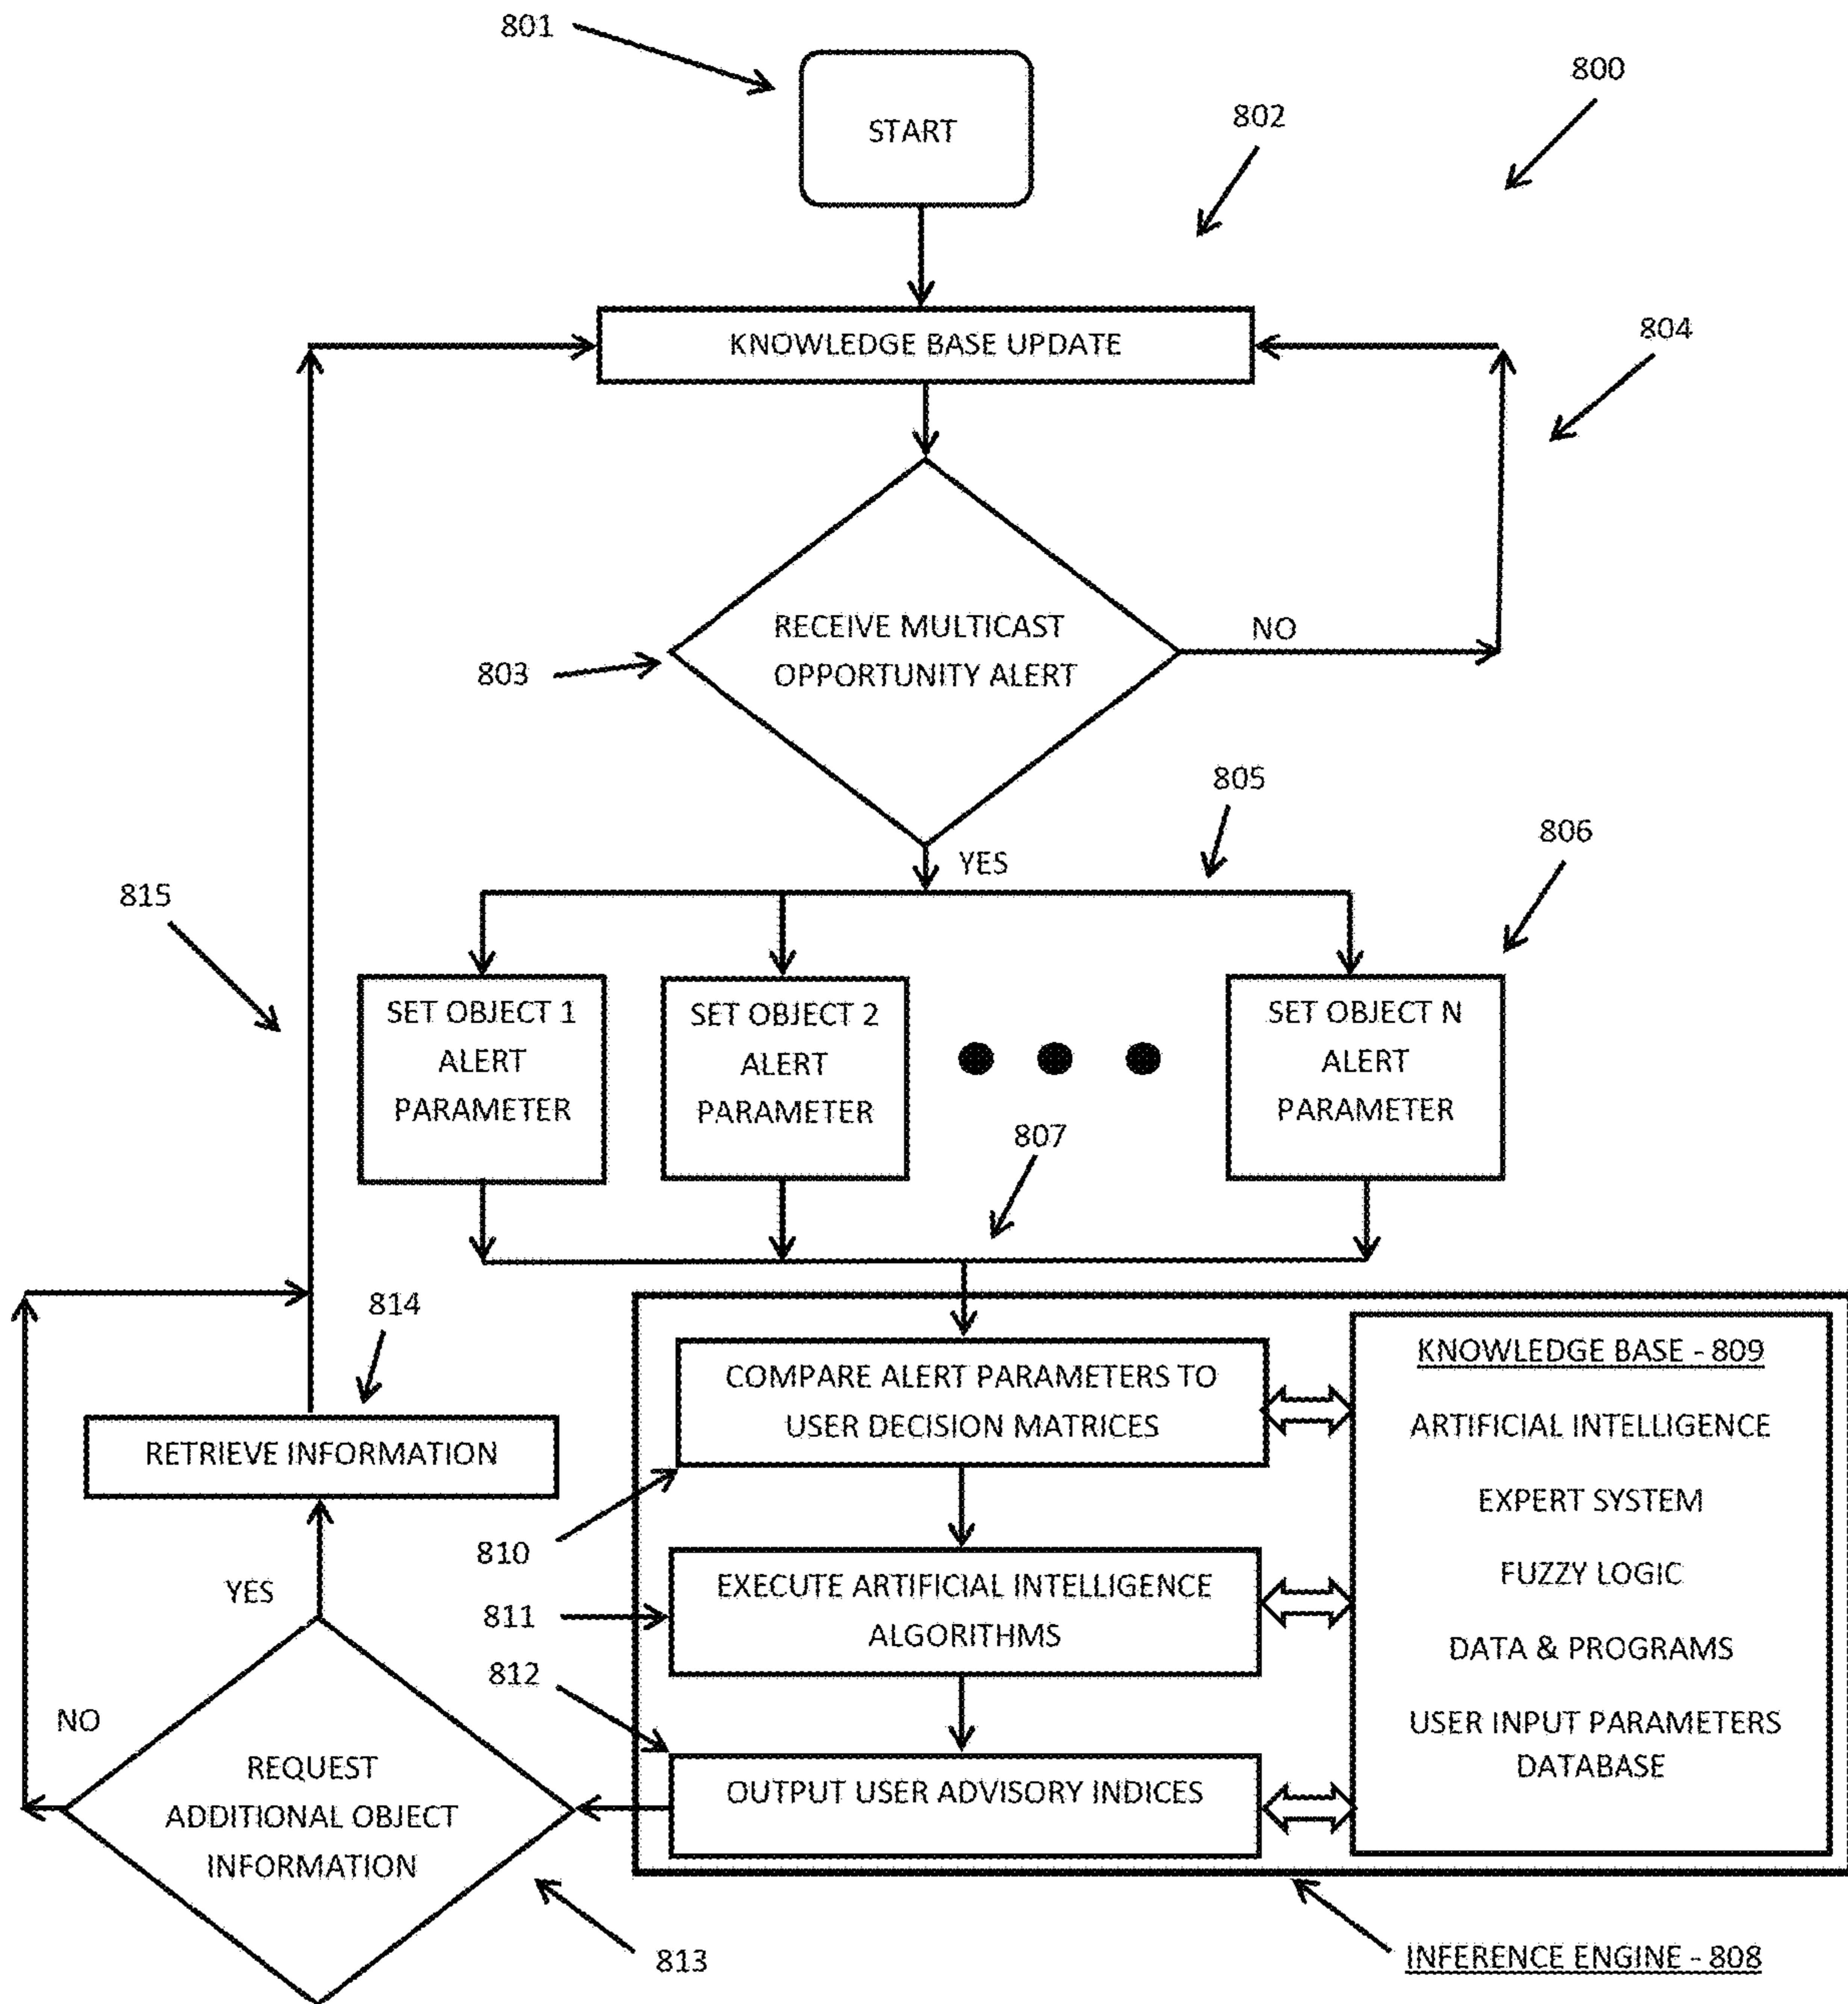 801
START
800
802
KNOWLEDGE BASE UPDATE
804
RECEIVE MULTICAST
OPPORTUNITY ALERT
NO
803
805
YES
806
815
SET OBJECT 1
ALERT
PARAMETER
SET OBJECT 2
ALERT
PARAMETER
SET OBJECT N
ALERT
PARAMETER
807
814
RETRIEVE INFORMATION
COMPARE ALERT PARAMETERS TO
USER DECISION MATRICES
KNOWLEDGE BASE - 809
ARTIFICIAL INTELLIGENCE
EXPERT SYSTEM
FUZZY LOGIC
DATA & PROGRAMS
USER INPUT PARAMETERS
DATABASE
810
YES
EXECUTE ARTIFICIAL INTELLIGENCE
ALGORITHMS
811
812
NO
REQUEST
ADDITIONAL OBJECT
INFORMATION
OUTPUT USER ADVISORY INDICES
813
INFERENCE ENGINE - 808